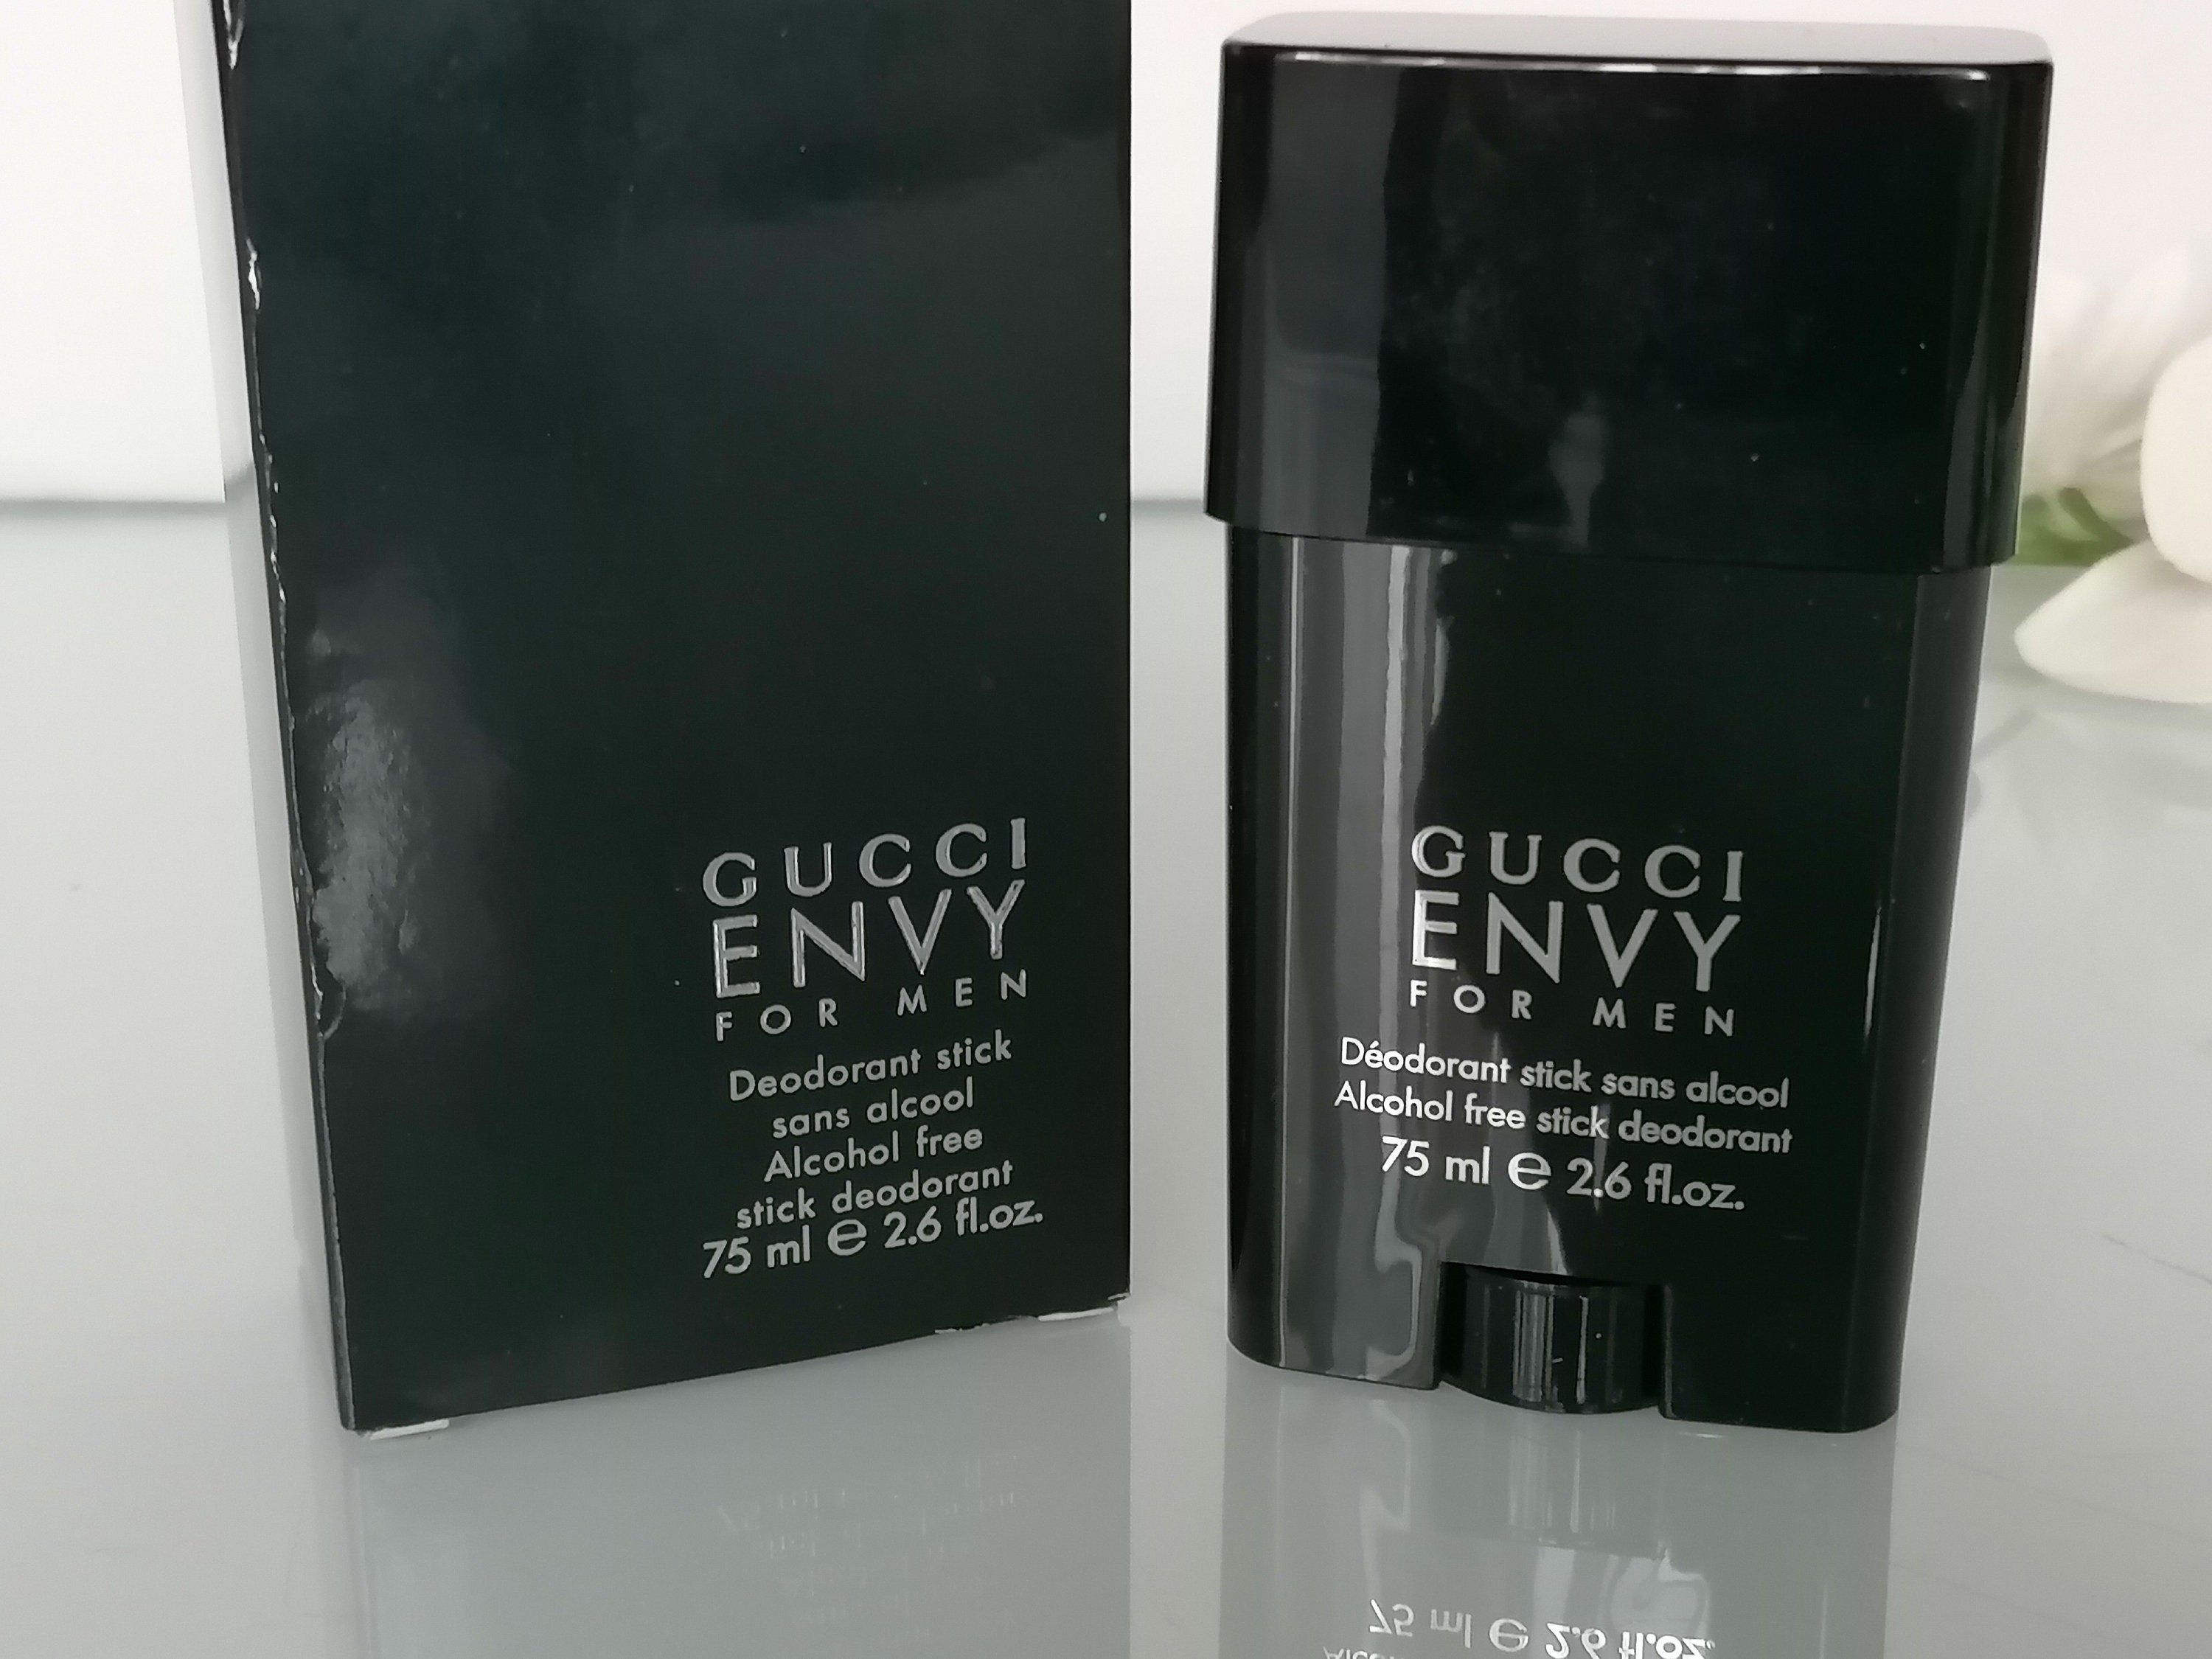 GUCCI
ENVY
FOR MEN
Deodorant stick
sans alcool
Alcohol free
stick deodorant
75 ml e 2.6 fl.oz.
GUCCI
ENVY
FOR MEN
Déodorant stick sans alcool
Alcohol free stick deodorant
75 ml e 2.6 fl.oz.